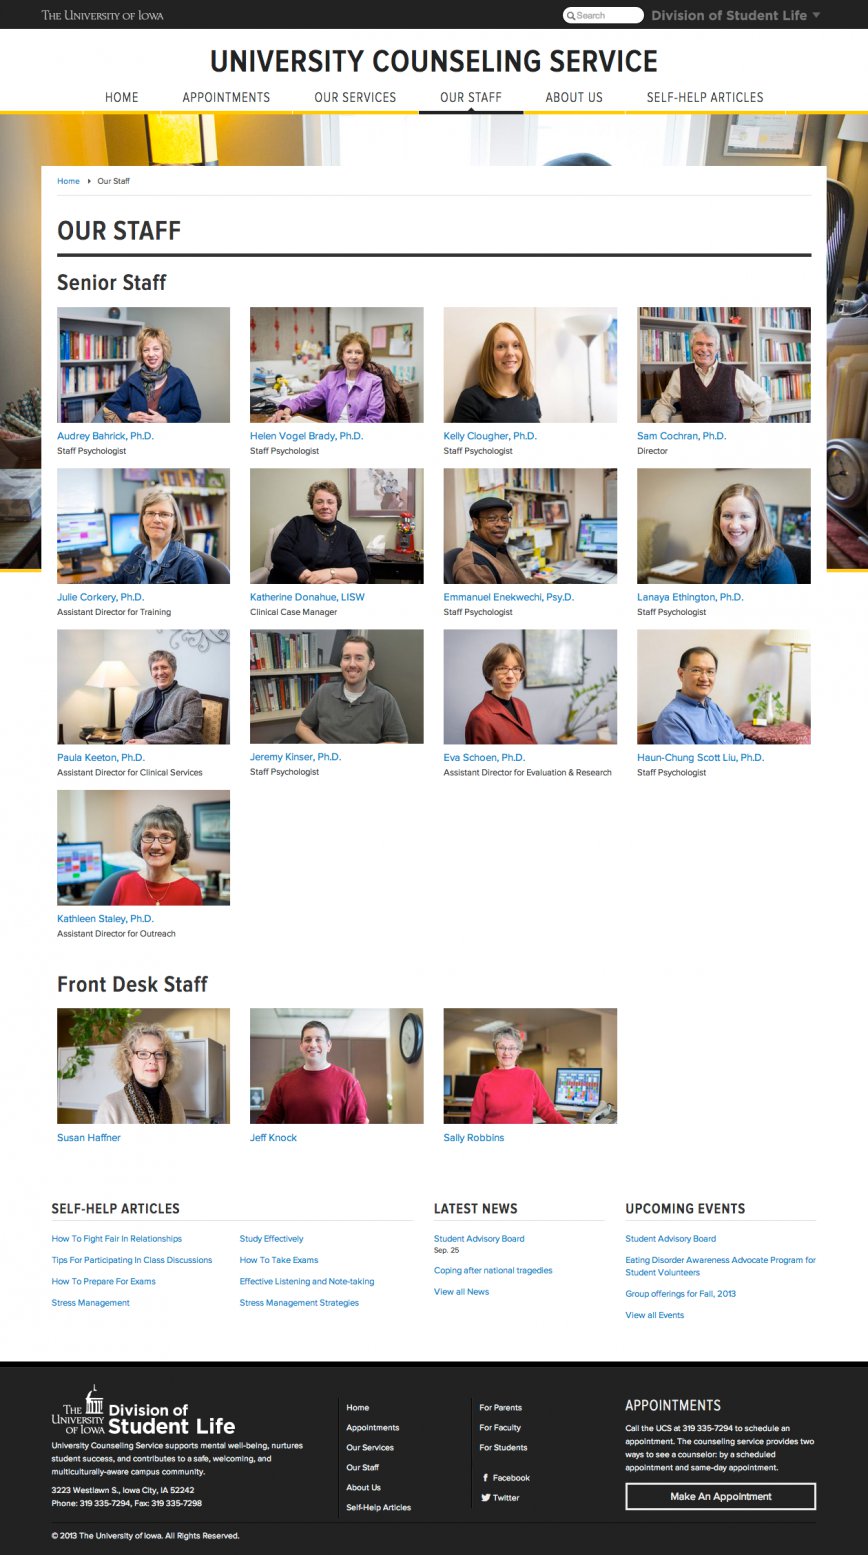 THE UNIVERSITY OF IOWA
Search
Division of Student Life
UNIVERSITY COUNSELING SERVICE
HOME
APPOINTMENTS
OUR SERVICES
OUR STAFF
ABOUT US
SELF-HELP ARTICLES
Home
Our Staff
OUR STAFF
Senior Staff
Audrey Bahrick, Ph.D.
Staff Psychologist
Helen Vogel Brady, Ph.D.
Staff Psychologist
Kelly Clougher, Ph.D.
Staff Psychologist
Sam Cochran, Ph.D.
Director
Julie Corkery, Ph.D.
Assistant Director for Training
Katherine Donahue, LISW
Clinical Case Manager
Emmanuel Enekwechi, Psy.D.
Staff Psychologist
Lanaya Ethington, Ph.D.
Staff Psychologist
Paula Keeton, Ph.D.
Assistant Director for Clinical Services
Jeremy Kinser, Ph.D.
Staff Psychologist
Eva Schoen, Ph.D.
Assistant Director for Evaluation & Research
Haun-Chung Scott Liu, Ph.D.
Staff Psychologist
Kathleen Staley, Ph.D.
Assistant Director for Outreach
Front Desk Staff
Susan Haffner
Jeff Knock
Sally Robbins
SELF-HELP ARTICLES
How To Fight Fair In Relationships
Tips For Participating In Class Discussions
How To Prepare For Exams
Stress Management
Study Effectively
How To Take Exams
Effective Listening and Note-taking
Stress Management Strategies
LATEST NEWS
Student Advisory Board
Sep. 25
Coping after national tragedies
View all News
UPCOMING EVENTS
Student Advisory Board
Eating Disorder Awareness Advocate Program for
Student Volunteers
Group offerings for Fall, 2013
View all Events
THE
UNIVERSITY
OF IOWA
Division of
Student Life
University Counseling Service supports mental well-being, nurtures
student success, and contributes to a safe, welcoming, and
multiculturally-aware campus community.
3223 Westlawn S., Iowa City, IA 52242
Phone: 319 335-7294, Fax: 319 335-7298
Home
Appointments
Our Services
Our Staff
About Us
Self-Help Articles
For Parents
For Faculty
For Students
Facebook
Twitter
APPOINTMENTS
Call the UCS at 319 335-7294 to schedule an
appointment. The counseling service provides two
ways to see a counselor: by a scheduled
appointment and same-day appointment.
Make An Appointment
© 2013 The University of Iowa. All Rights Reserved.